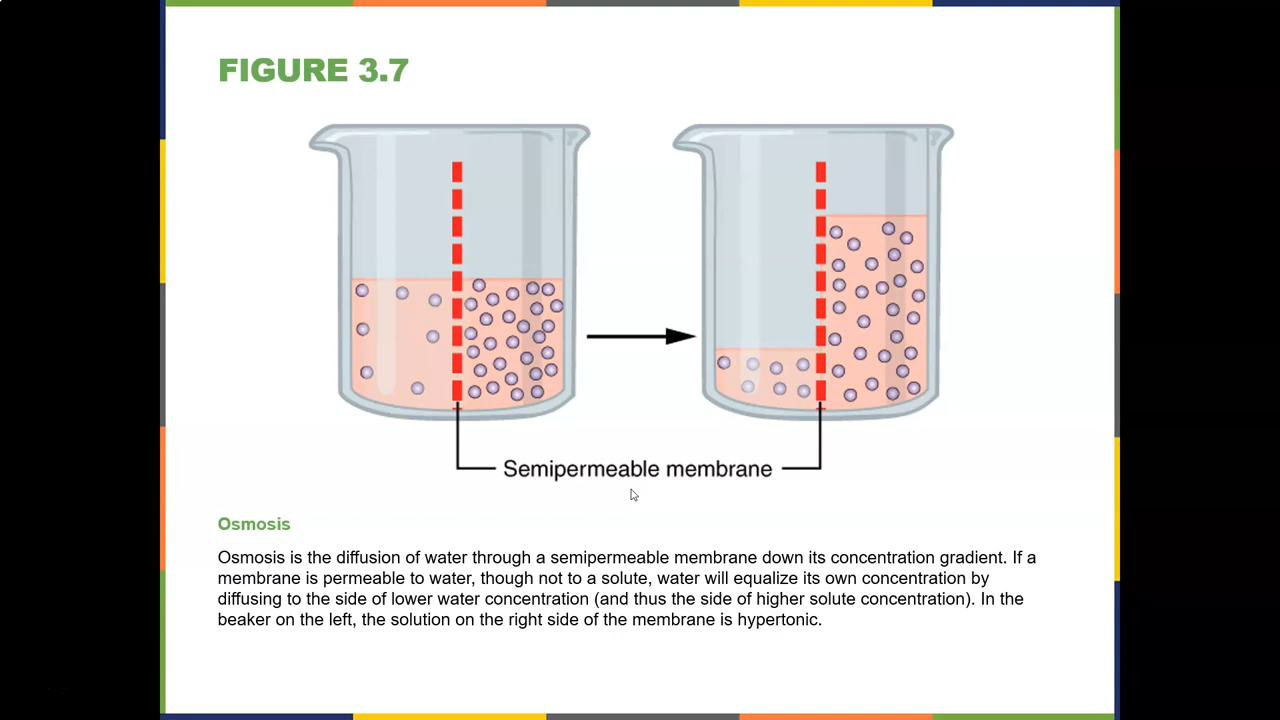 FIGURE 3.7
Semipermeable membrane
Osmosis
Osmosis is the diffusion of water through a semipermeable membrane down its concentration gradient. If a
membrane is permeable to water, though not to a solute, water will equalize its own concentration by
diffusing to the side of lower water concentration (and thus the side of higher solute concentration). In the
beaker on the left, the solution on the right side of the membrane is hypertonic.